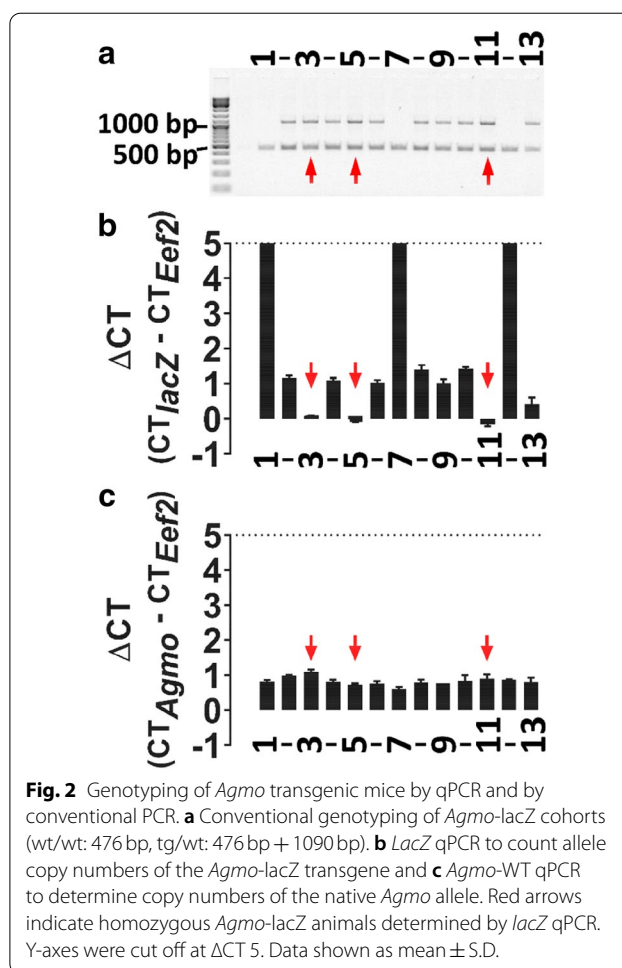 a
1 - 3 - 5 - 7 - 9 - 11 - 13
1000 bp-
500 bp-
b
ΔCT
(CTlacZ - CTEef2)
5
4
3
2
1
0
-1
1 - 3 - 5 - 7 - 9 - 11 - 13
c
ΔCT
(CTAgmo - CTEef2)
5
4
3
2
1
0
-1
1 - 3 - 5 - 7 - 9 - 11 - 13
Fig. 2 Genotyping of Agmo transgenic mice by qPCR and by
conventional PCR. a Conventional genotyping of Agmo-lacZ cohorts
(wt/wt: 476 bp, tg/wt: 476 bp + 1090 bp). b LacZ qPCR to count allele
copy numbers of the Agmo-lacZ transgene and c Agmo-WT qPCR
to determine copy numbers of the native Agmo allele. Red arrows
indicate homozygous Agmo-lacZ animals determined by lacZ qPCR.
Y-axes were cut off at ΔCT 5. Data shown as mean ± S.D.